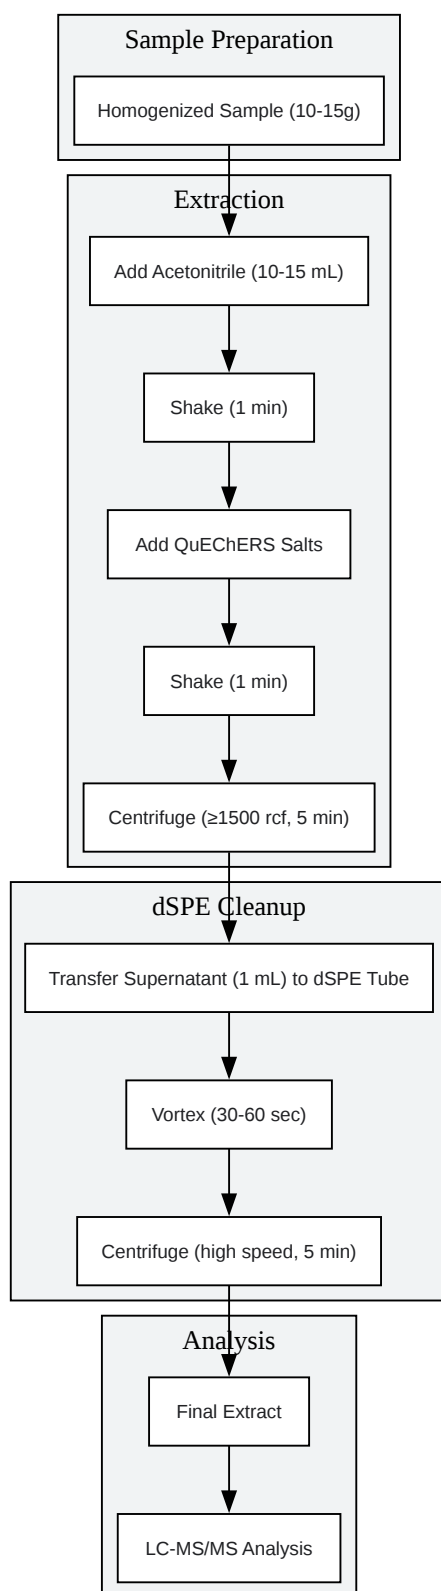 Sample Preparation
Homogenized Sample (10-15g)
Extraction
Add Acetonitrile (10-15 mL)
Shake (1 min)
Add QuEChERS Salts
Shake (1 min)
Centrifuge (≥1500 rcf, 5 min)
dSPE Cleanup
Transfer Supernatant (1 mL) to dSPE Tube
Vortex (30-60 sec)
Centrifuge (high speed, 5 min)
Analysis
Final Extract
LC-MS/MS Analysis